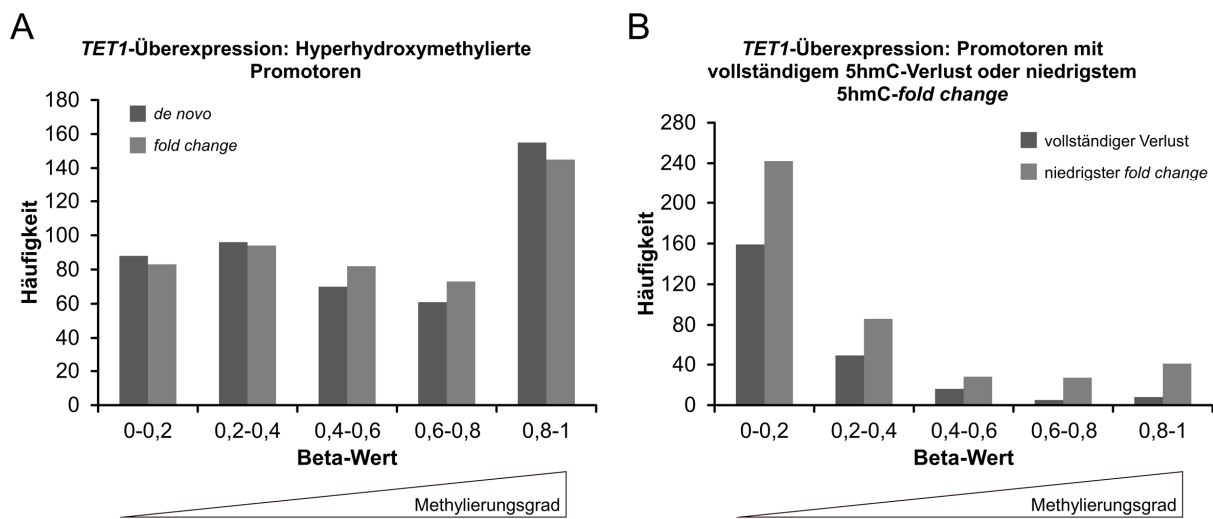 A
TET1-Überexpression: Hyperhydroxymethylierte
Promotoren
180
160
140
120
100
80
60
40
20
0
Häufigkeit
de novo
fold change
0-0,2
0,2-0,4
0,4-0,6
0,6-0,8
0,8-1
Beta-Wert
Methylierungsgrad
B
TET1-Überexpression: Promotoren mit
vollständigem 5hmC-Verlust oder niedrigstem
5hmC-fold change
280
240
200
160
120
80
40
0
Häufigkeit
vollständiger Verlust
niedrigster fold change
0-0,2
0,2-0,4
0,4-0,6
0,6-0,8
0,8-1
Beta-Wert
Methylierungsgrad